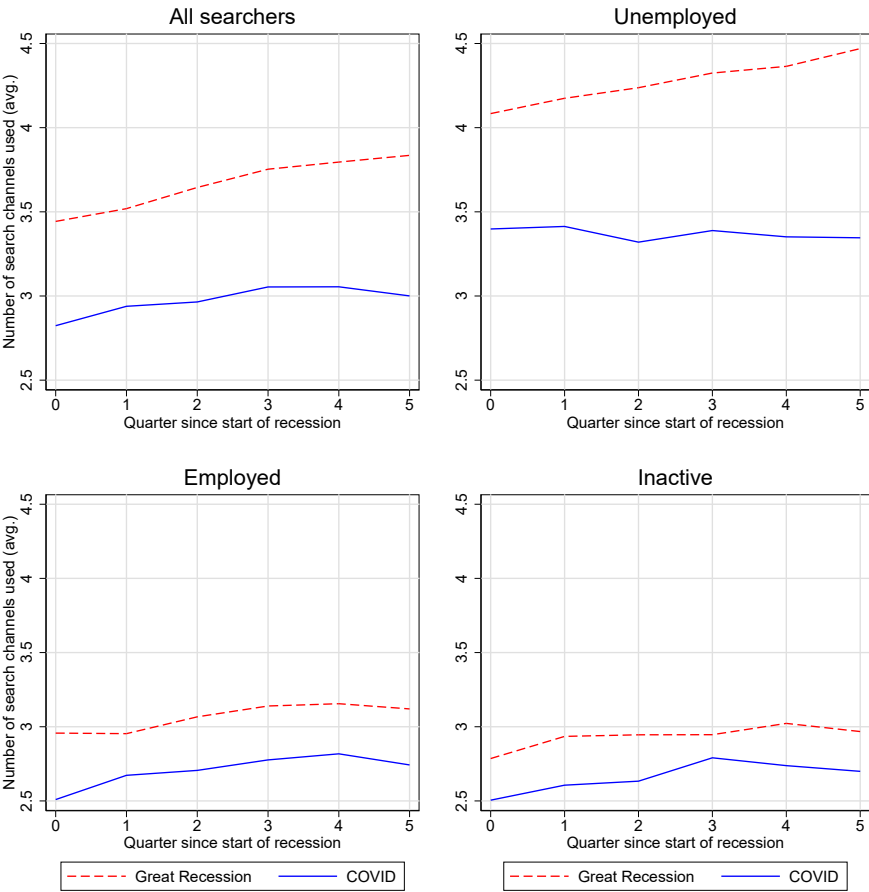 All searchers
Number of search channels used (avg.)
4.5
4
3.5
3
2.5
0 1 2 3 4 5
Quarter since start of recession
Unemployed
4.5
4
3.5
3
2.5
0 1 2 3 4 5
Quarter since start of recession
Employed
Number of search channels used (avg.)
4.5
4
3.5
3
2.5
0 1 2 3 4 5
Quarter since start of recession
Great Recession COVID
Inactive
4.5
4
3.5
3
2.5
0 1 2 3 4 5
Quarter since start of recession
Great Recession COVID